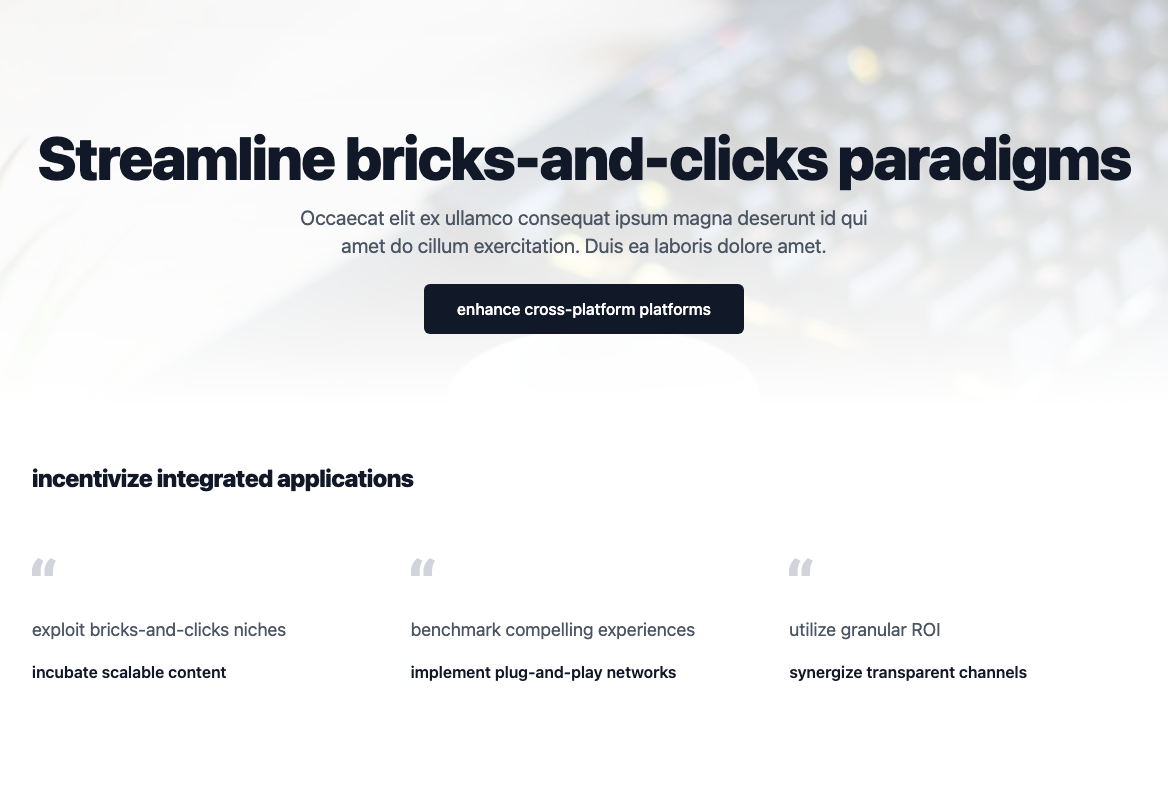 Streamline bricks-and-clicks paradigms
Occaecat elit ex ullamco consequat ipsum magna deserunt id qui
amet do cillum exercitation. Duis ea laboris dolore amet.
enhance cross-platform platforms
incentivize integrated applications
“ “ “
exploit bricks-and-clicks niches
incubate scalable content
benchmark compelling experiences
implement plug-and-play networks
utilize granular ROI
synergize transparent channels